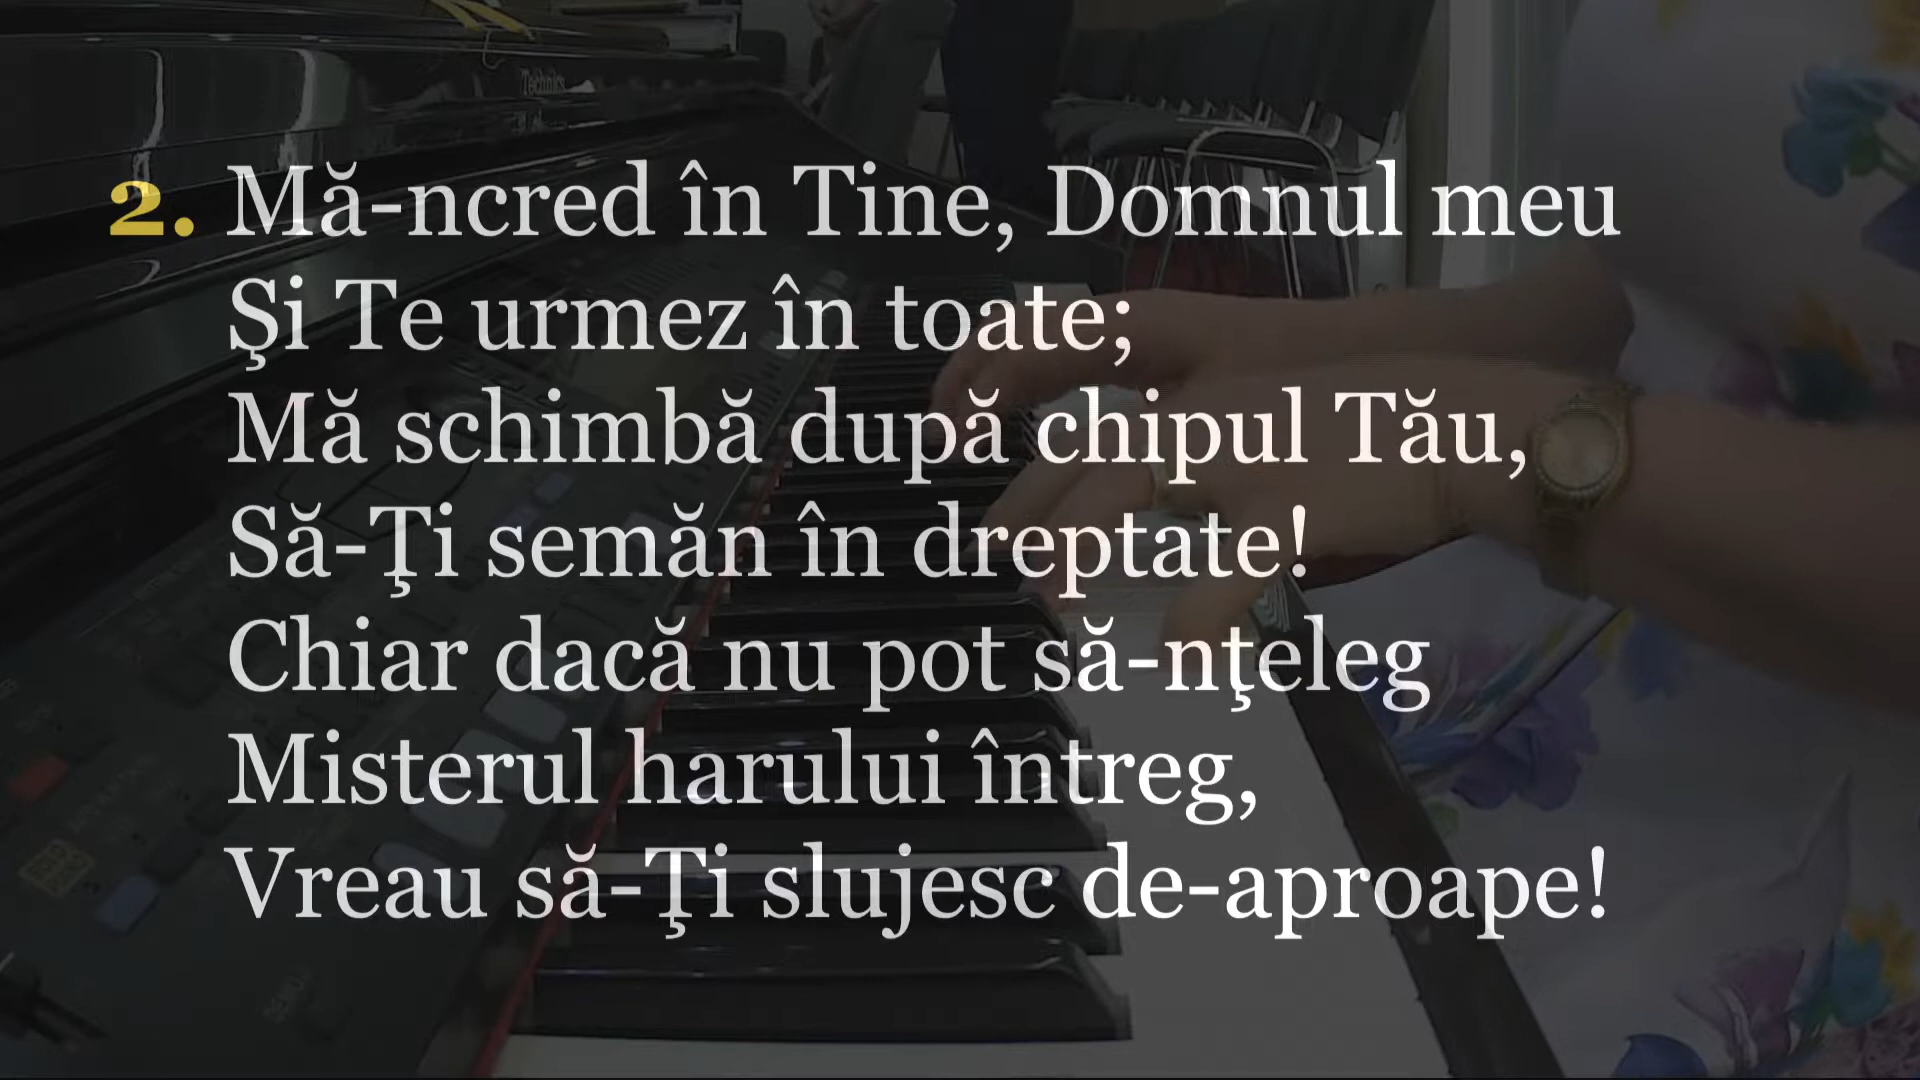 Technics
2. Mă-ncred în Tine, Domnul meu
Şi Te urmez în toate;
Mă schimbă după chipul Tău,
Să-Ţi semăn în dreptate!
Chiar dacă nu pot să-nţeleg
Misterul harului întreg,
Vreau să-Ţi slujesc de-aproape!